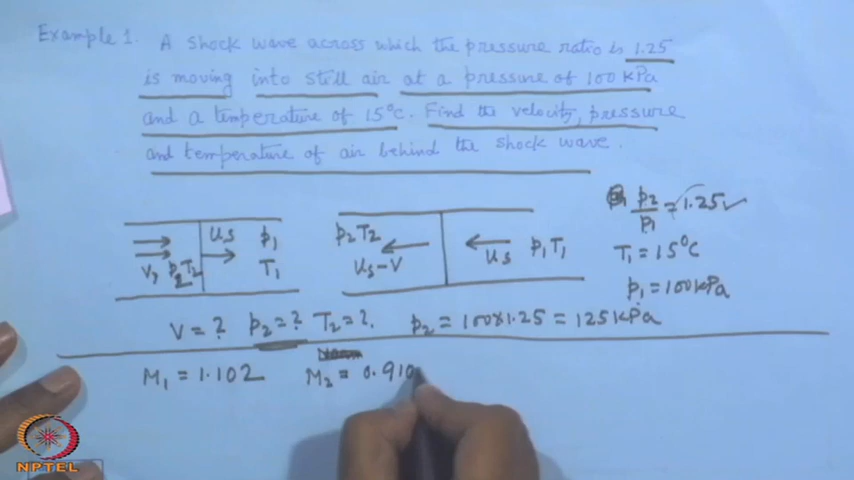 Example 1. A shock wave across which the pressure ratio is 1.25
is moving into still air at a pressure of 100 kPa
and a temperature of 15°C. Find the velocity, pressure
and temperature of air behind the shock wave.
p2/p1 = 1.25 ✓
T1 = 15°C
p1 = 100 kPa
Us p1
V, p2 T2 T1
p2 T2
Us-V Us p1 T1
V = ? p2 = ? T2 = ?. p2 = 100×1.25 = 125 kPa
M1 = 1.102 M2 = 0.910
NPTEL